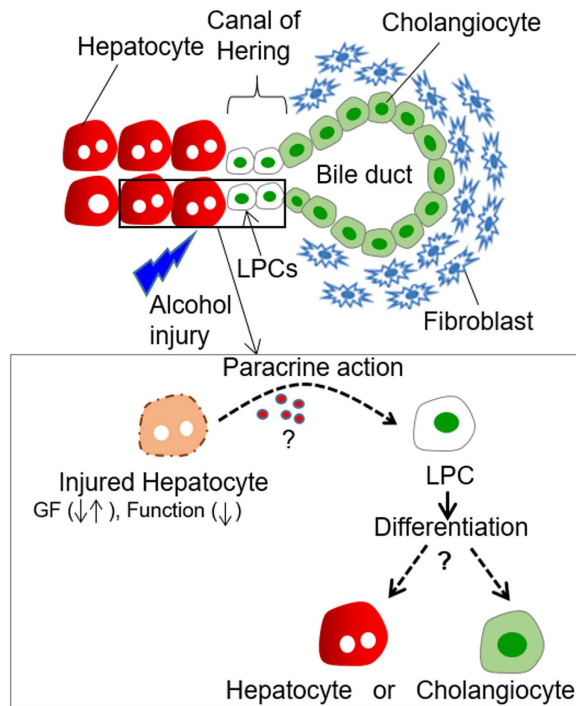 Canal of
Hering
Hepatocyte
Cholangiocyte
Bile duct
LPCs
Alcohol
injury
Fibroblast
Paracrine action
?
Injured Hepatocyte
GF (↓↑), Function (↓)
LPC
Differentiation
?
Hepatocyte or Cholangiocyte